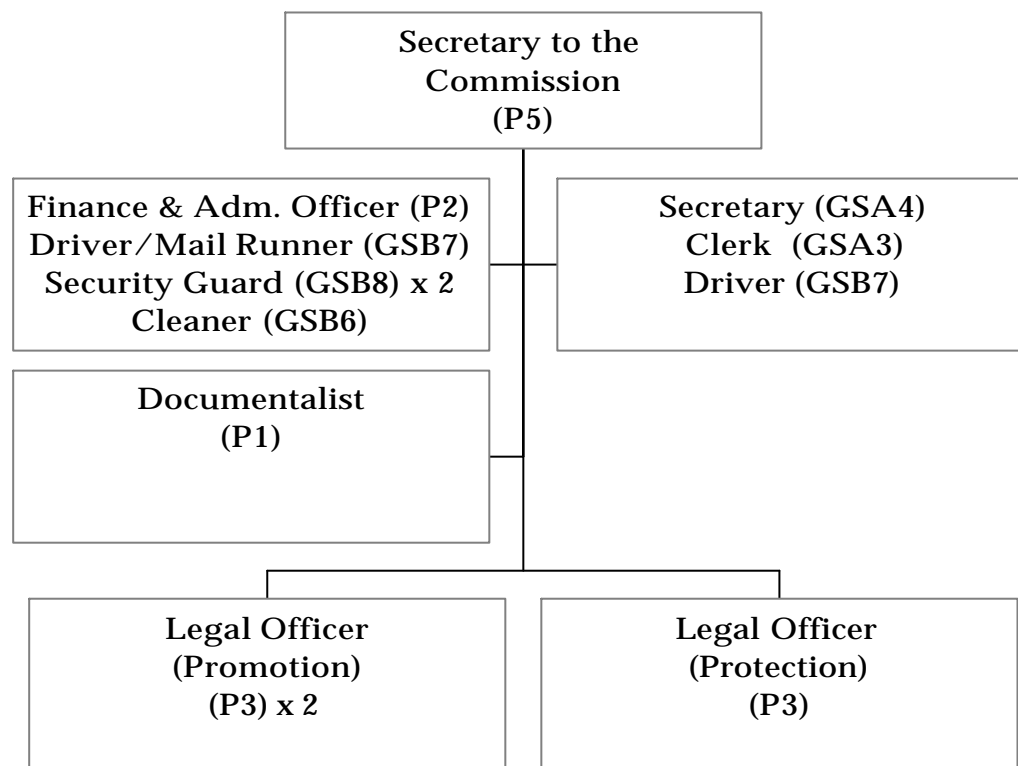 Secretary to the
Commission
(P5)
Finance & Adm. Officer (P2)
Driver/Mail Runner (GSB7)
Security Guard (GSB8) x 2
Cleaner (GSB6)
Secretary (GSA4)
Clerk (GSA3)
Driver (GSB7)
Documentalist
(P1)
Legal Officer
(Promotion)
(P3) x 2
Legal Officer
(Protection)
(P3)